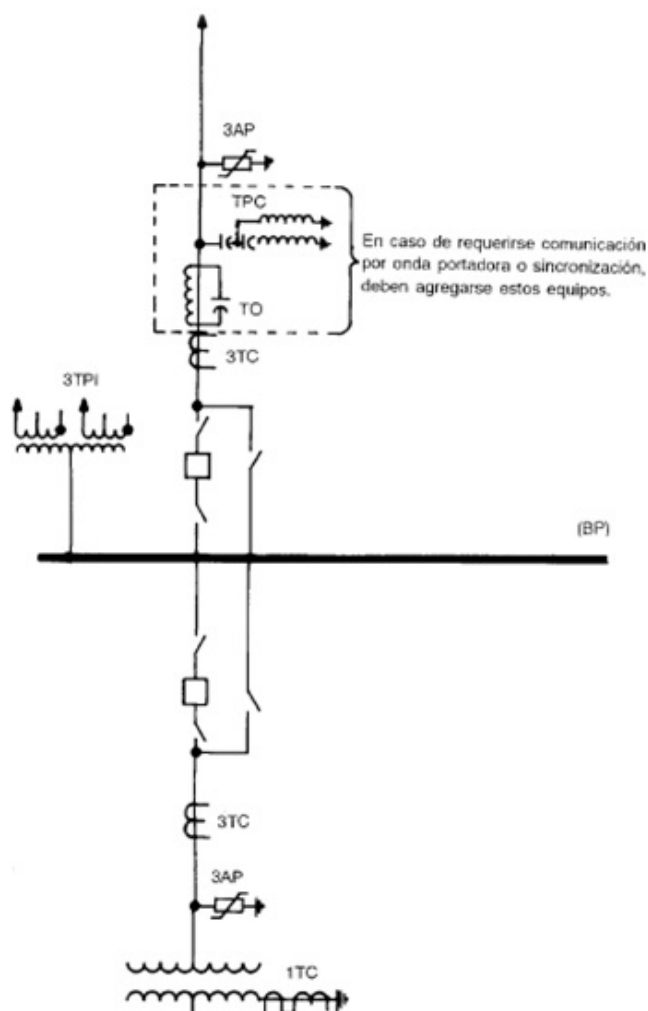 3AP
TPC
En caso de requerirse comunicación
por onda portadora o sincronización,
deben agregarse estos equipos.
TO
3TC
3TPI
(BP)
3TC
3AP
1TC